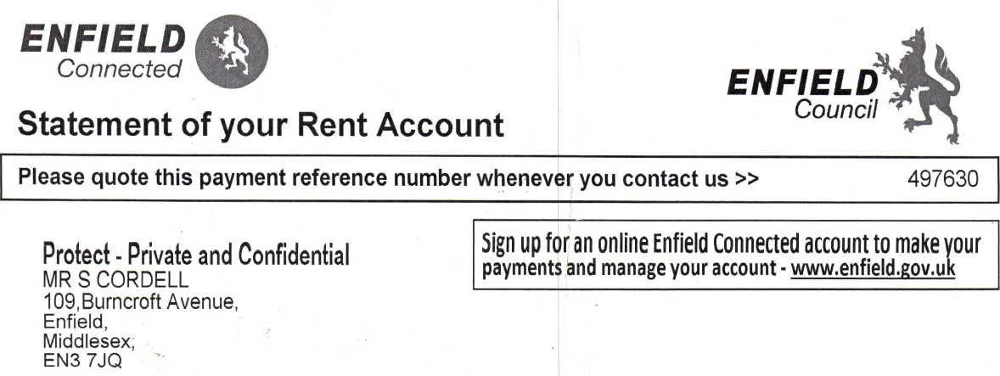 ENFIELD
Connected
ENFIELD
Council
Statement of your Rent Account
Please quote this payment reference number whenever you contact us >> 497630
Protect - Private and Confidential
MR S CORDELL
109,Burncroft Avenue,
Enfield,
Middlesex,
EN3 7JQ
Sign up for an online Enfield Connected account to make your
payments and manage your account - www.enfield.gov.uk